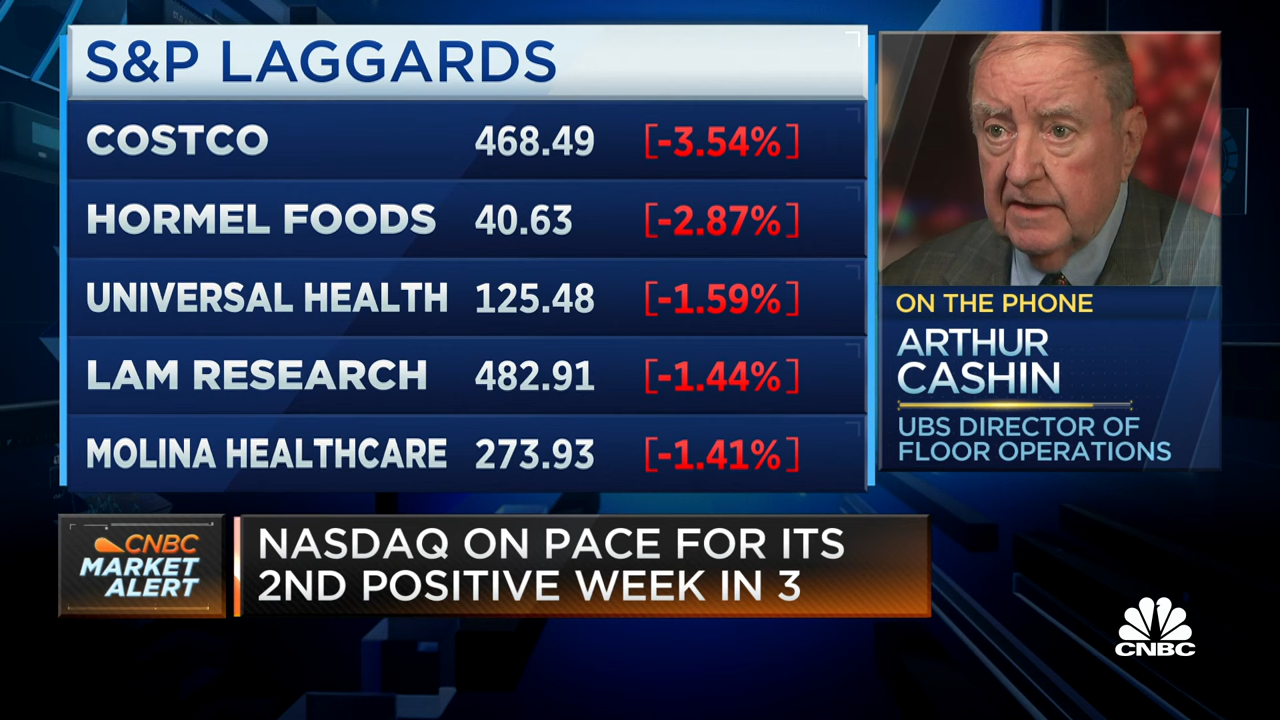 S&P LAGGARDS
COSTCO 468.49 [-3.54%]
HORMEL FOODS 40.63 [-2.87%]
UNIVERSAL HEALTH 125.48 [-1.59%]
LAM RESEARCH 482.91 [-1.44%]
MOLINA HEALTHCARE 273.93 [-1.41%]
ON THE PHONE
ARTHUR
CASHIN
UBS DIRECTOR OF
FLOOR OPERATIONS
CNBC
MARKET
ALERT
NASDAQ ON PACE FOR ITS
2ND POSITIVE WEEK IN 3
CNBC